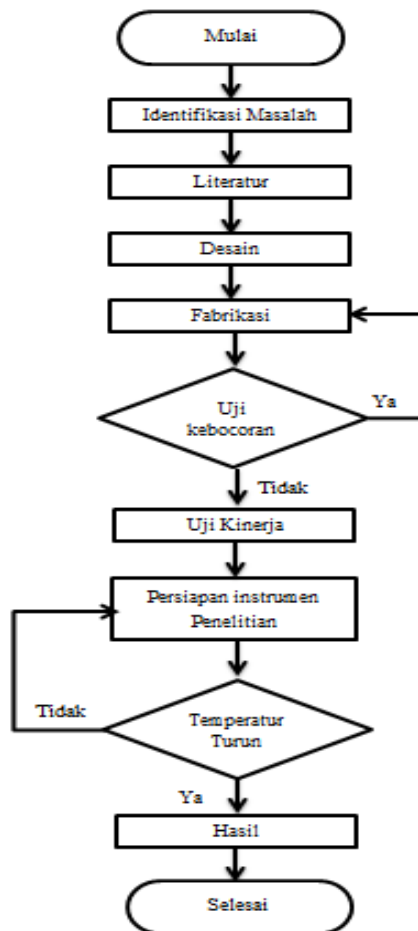 Mulai
Identifikasi Masalah
Literatur
Desain
Fabrikasi
Uji
kebocoran
Ya
Tidak
Uji Kinerja
Persiapan instrumen
Penelitian
Tidak
Temperatur
Turun
Ya
Hasil
Selesai